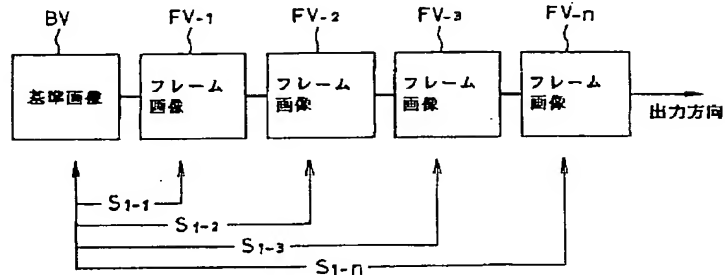 BV
FV-1
FV-2
FV-3
FV-n
基準画像
フレーム
画像
フレーム
画像
フレーム
画像
フレーム
画像
出力方向
S1-1
S1-2
S1-3
S1-n